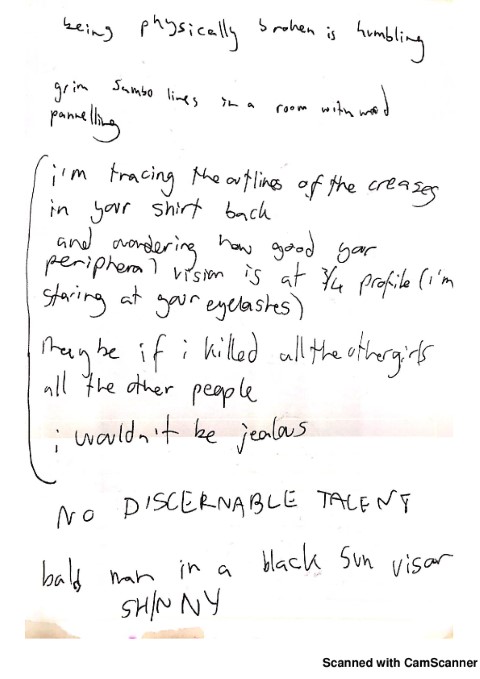 being physically broken is humbling
grim Sumbo lines in a room with wood
pannelling
i'm tracing the outlines of the creases
in your shirt back
and wondering how good your
peripheral vision is at 3/4 profile (i'm
staring at your eyelashes)
maybe if i killed all the other girls
all the other people
i wouldn't be jealous
NO DISCERNABLE TALENT
bald man in a black sun visar
SHINNY
Scanned with CamScanner